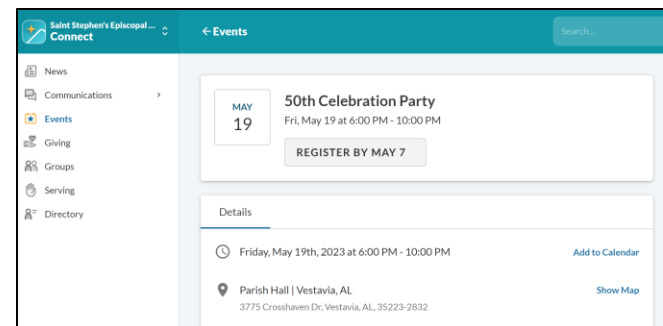 Saint Stephen's Episcopal ...
Connect
Events
Search...
News
Communications
Events
Giving
Groups
Serving
Directory
MAY
19
50th Celebration Party
Fri, May 19 at 6:00 PM - 10:00 PM
REGISTER BY MAY 7
Details
Friday, May 19th, 2023 at 6:00 PM - 10:00 PM
Add to Calendar
Parish Hall | Vestavia, AL
Show Map
3775 Crosshaven Dr, Vestavia, AL, 35223-2832